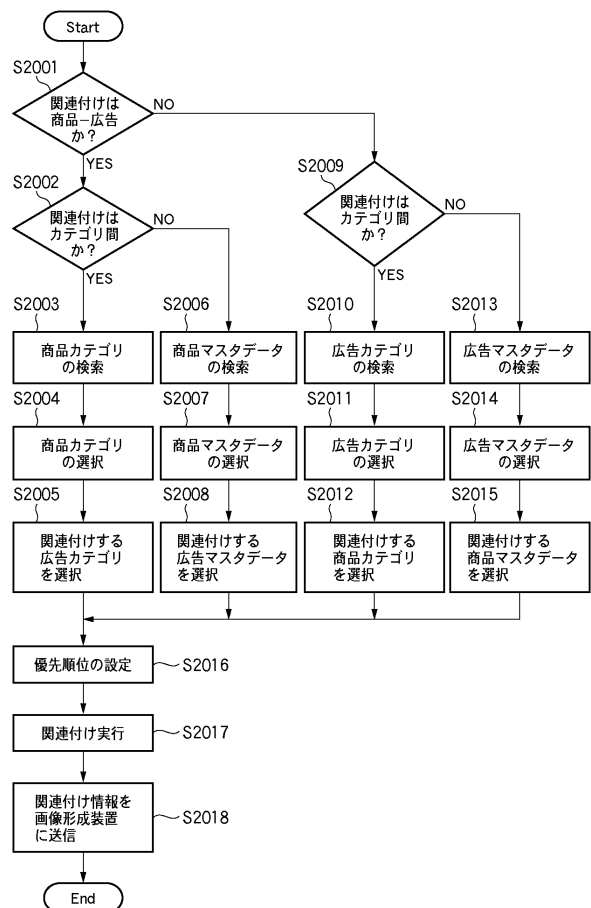 Start
S2001
関連付けは
商品−広告
か?
NO
YES
S2002
関連付けは
カテゴリ間
か?
NO
YES
S2009
関連付けは
カテゴリ間
か?
NO
YES
S2003
商品カテゴリ
の検索
S2006
商品マスタデータ
の検索
S2010
広告カテゴリ
の検索
S2013
広告マスタデータ
の検索
S2004
商品カテゴリ
の選択
S2007
商品マスタデータ
の選択
S2011
広告カテゴリ
の選択
S2014
広告マスタデータ
の選択
S2005
関連付けする
広告カテゴリ
を選択
S2008
関連付けする
広告マスタデータ
を選択
S2012
関連付けする
商品カテゴリ
を選択
S2015
関連付けする
商品マスタデータ
を選択
優先順位の設定
S2016
関連付け実行
S2017
関連付け情報を
画像形成装置
に送信
S2018
End